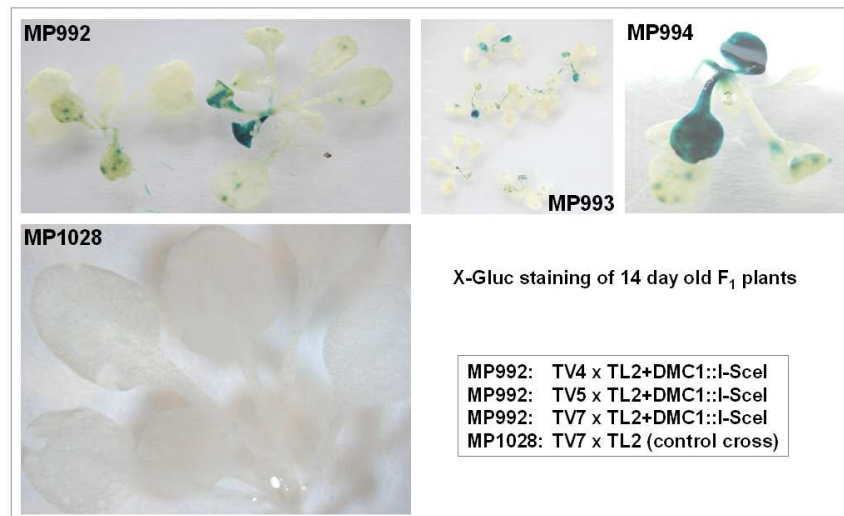 MP992
MP993
MP994
MP1028
X-Gluc staining of 14 day old F₁ plants
MP992: TV4 x TL2+DMC1::I-SceI
MP992: TV5 x TL2+DMC1::I-SceI
MP992: TV7 x TL2+DMC1::I-SceI
MP1028: TV7 x TL2 (control cross)